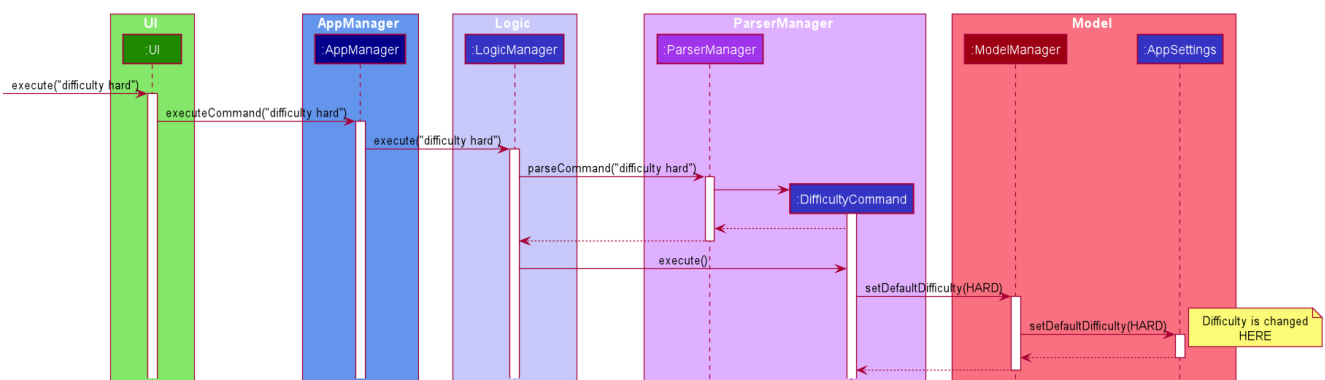 UI
AppManager
Logic
ParserManager
Model
:UI
:AppManager
:LogicManager
:ParserManager
:ModelManager
:AppSettings
execute("difficulty hard")
executeCommand("difficulty hard")
execute("difficulty hard")
parseCommand("difficulty hard")
:DifficultyCommand
execute()
setDefaultDifficulty(HARD)
setDefaultDifficulty(HARD)
Difficulty is changed
HERE